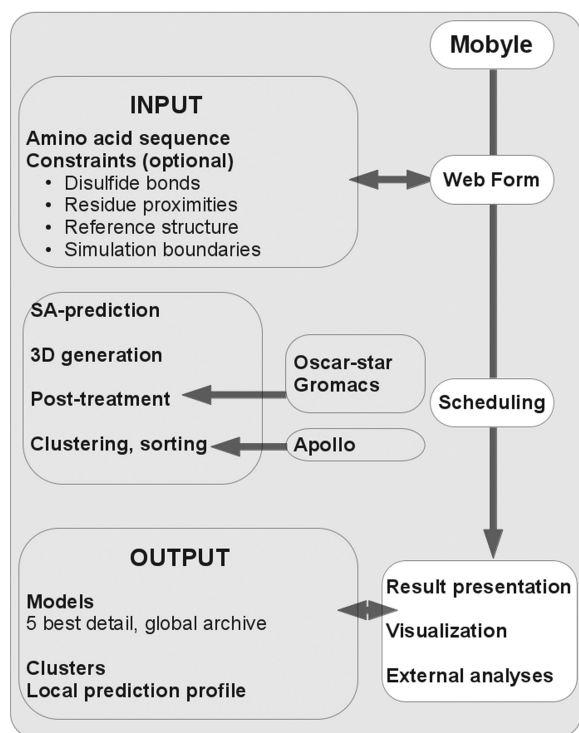 Mobyle
INPUT
Amino acid sequence
Constraints (optional)
• Disulfide bonds
• Residue proximities
• Reference structure
• Simulation boundaries
Web Form
SA-prediction
3D generation
Post-treatment
Clustering, sorting
Oscar-star
Gromacs
Apollo
Scheduling
OUTPUT
Models
5 best detail, global archive
Clusters
Local prediction profile
Result presentation
Visualization
External analyses